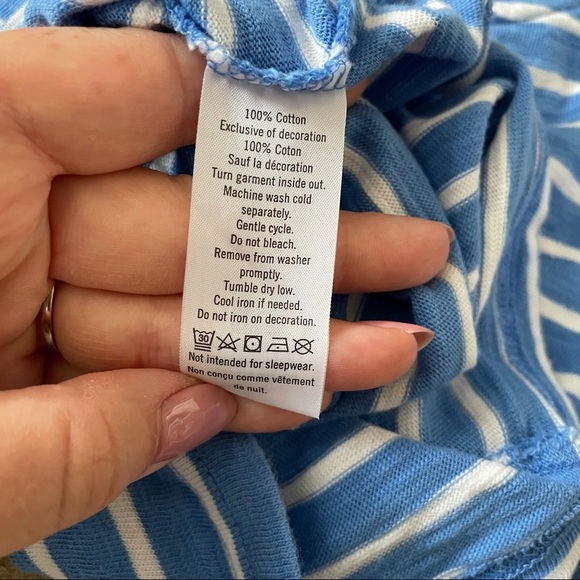 100% Cotton
Exclusive of decoration
100% Coton
Sauf la décoration
Turn garment inside out.
Machine wash cold
separately.
Gentle cycle.
Do not bleach.
Remove from washer
promptly.
Tumble dry low.
Cool iron if needed.
Do not iron on decoration.
30
Not intended for sleepwear.
Non conçu comme vêtement
de nuit.